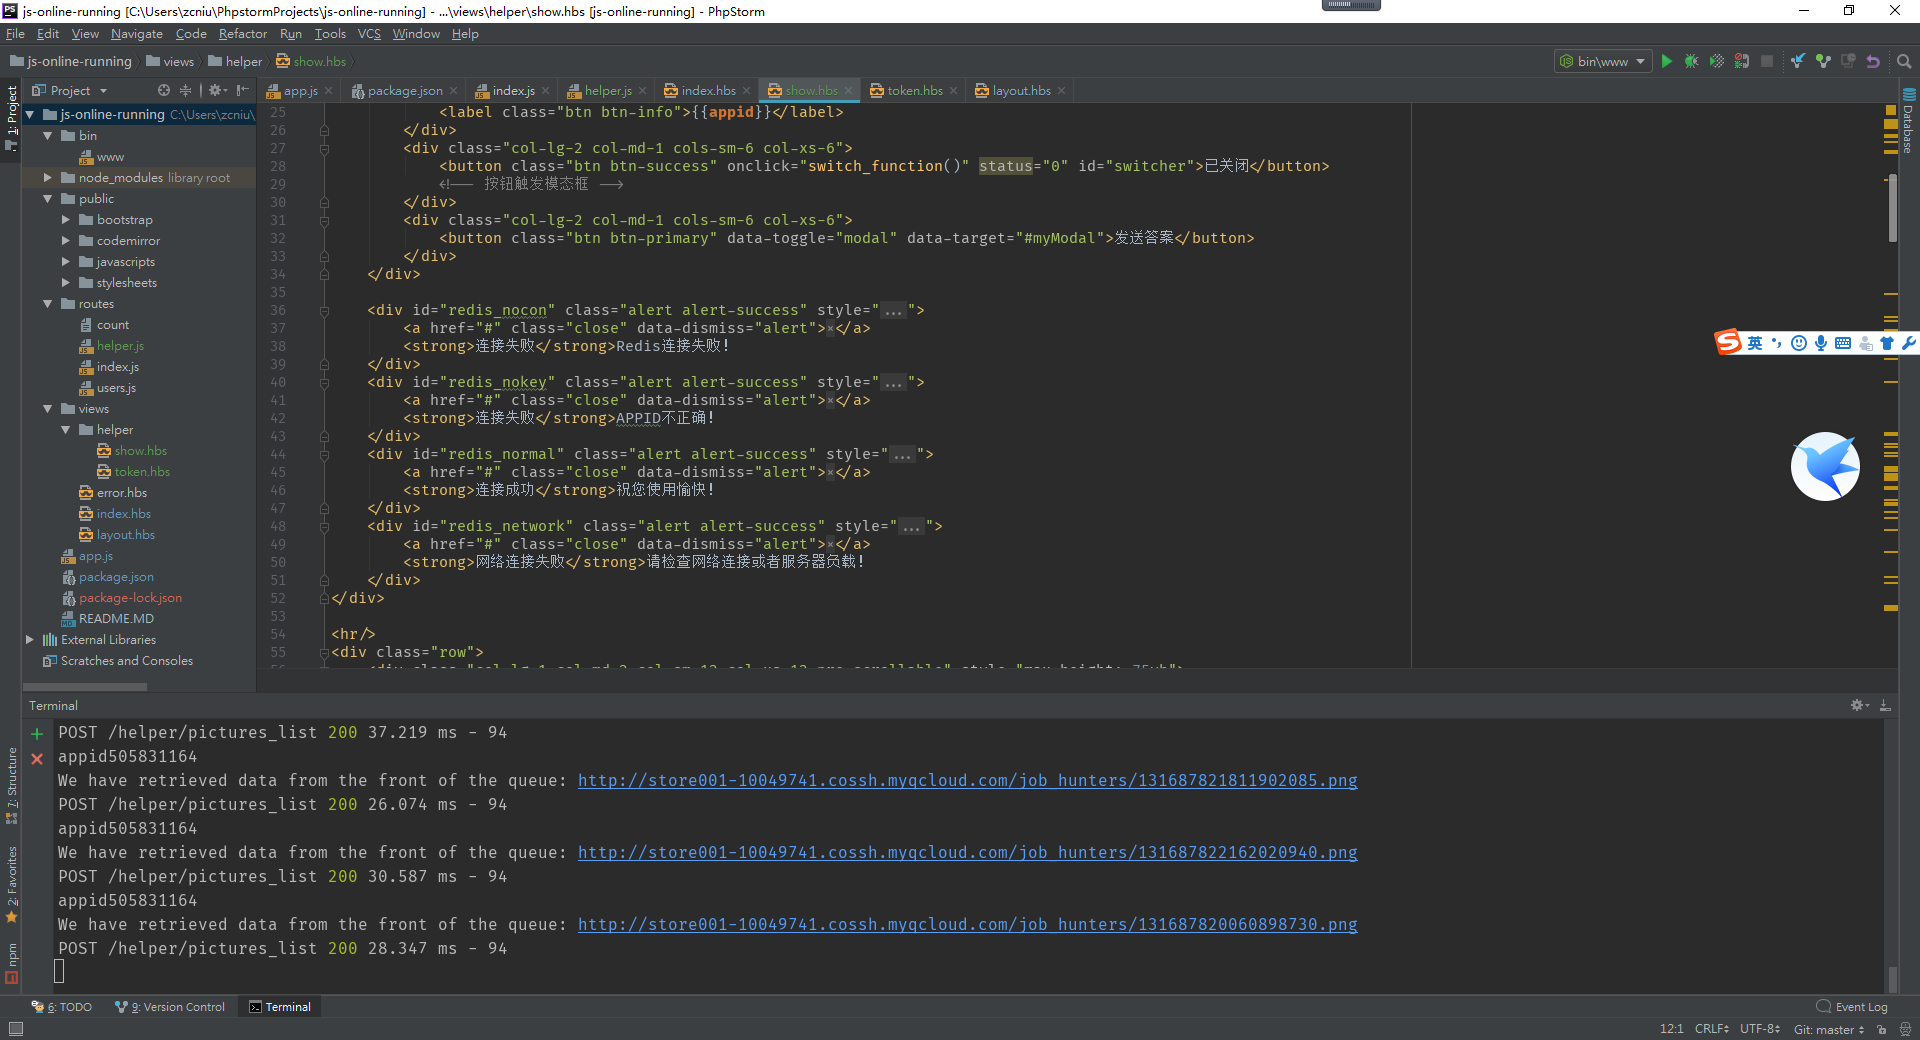 js-online-running [C:\Users\zcniu\PhpstormProjects\js-online-running] - ...\views\helper\show.hbs [js-online-running] - PhpStorm
File Edit View Navigate Code Refactor Run Tools VCS Window Help
js-online-running views helper show.hbs
bin\www
Project
app.js package.json index.js helper.js index.hbs show.hbs token.hbs layout.hbs
1: Project
Database
js-online-running C:\Users\zcniu\
bin
www
node_modules library root
public
bootstrap
codemirror
javascripts
stylesheets
routes
count
helper.js
index.js
users.js
views
helper
show.hbs
token.hbs
error.hbs
index.hbs
layout.hbs
app.js
package.json
package-lock.json
README.MD
External Libraries
Scratches and Consoles
25 <label class="btn btn-info">{{appid}}</label>
26 </div>
27 <div class="col-lg-2 col-md-1 cols-sm-6 col-xs-6">
28 <button class="btn btn-success" onclick="switch_function()" status="0" id="switcher">已关闭</button>
29 <!-- 按钮触发模态框 -->
30 </div>
31 <div class="col-lg-2 col-md-1 cols-sm-6 col-xs-6">
32 <button class="btn btn-primary" data-toggle="modal" data-target="#myModal">发送答案</button>
33 </div>
34 </div>
35
36 <div id="redis_nocon" class="alert alert-success" style="...">
37 <a href="#" class="close" data-dismiss="alert">×</a>
38 <strong>连接失败</strong>Redis连接失败!
39 </div>
40 <div id="redis_nokey" class="alert alert-success" style="...">
41 <a href="#" class="close" data-dismiss="alert">×</a>
42 <strong>连接失败</strong>APPID不正确!
43 </div>
44 <div id="redis_normal" class="alert alert-success" style="...">
45 <a href="#" class="close" data-dismiss="alert">×</a>
46 <strong>连接成功</strong>祝您使用愉快!
47 </div>
48 <div id="redis_network" class="alert alert-success" style="...">
49 <a href="#" class="close" data-dismiss="alert">×</a>
50 <strong>网络连接失败</strong>请检查网络连接或者服务器负载!
51 </div>
52 </div>
53
54 <hr/>
55 <div class="row">
英
Terminal
POST /helper/pictures_list 200 37.219 ms - 94
appid505831164
We have retrieved data from the front of the queue: http://store001-10049741.cossh.myqcloud.com/job_hunters/131687821811902085.png
POST /helper/pictures_list 200 26.074 ms - 94
appid505831164
We have retrieved data from the front of the queue: http://store001-10049741.cossh.myqcloud.com/job_hunters/131687822162020940.png
POST /helper/pictures_list 200 30.587 ms - 94
appid505831164
We have retrieved data from the front of the queue: http://store001-10049741.cossh.myqcloud.com/job_hunters/131687820060898730.png
POST /helper/pictures_list 200 28.347 ms - 94
7: Structure
2: Favorites
npm
6: TODO 9: Version Control Terminal Event Log
12:1 CRLF UTF-8 Git: master